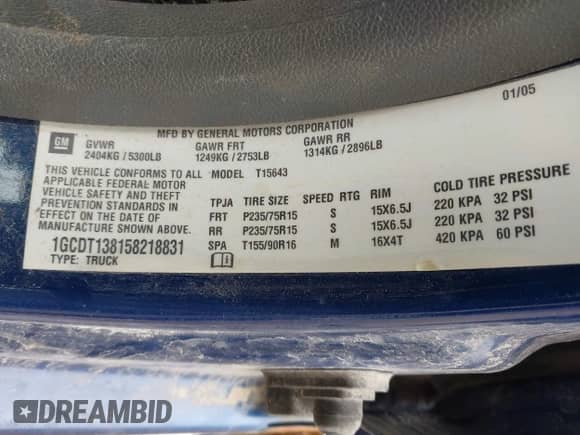 01/05
MFD BY GENERAL MOTORS CORPORATION
GM
GVWR GAWR FRT GAWR RR
2404KG / 5300LB 1249KG / 2753LB 1314KG / 2896LB
THIS VEHICLE CONFORMS TO ALL MODEL T15643
APPLICABLE FEDERAL MOTOR
VEHICLE SAFETY AND THEFT
PREVENTION STANDARDS IN
EFFECT ON THE DATE OF
MANUFACTURE SHOWN ABOVE.
1GCDT138158218831
TYPE: TRUCK
TPJA TIRE SIZE SPEED RTG RIM COLD TIRE PRESSURE
FRT P235/75R15 S 15X6.5J 220 KPA 32 PSI
RR P235/75R15 S 15X6.5J 220 KPA 32 PSI
SPA T155/90R16 M 16X4T 420 KPA 60 PSI
DREAMBID